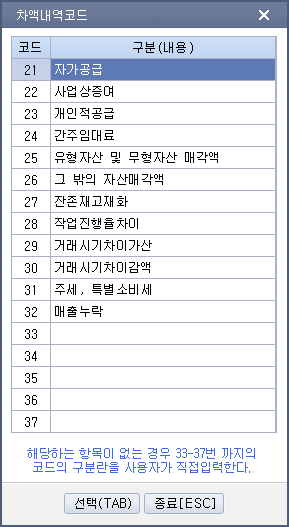 차액내역코드
코드 구분(내용)
21 자가공급
22 사업상증여
23 개인적공급
24 간주임대료
25 유형자산 및 무형자산 매각액
26 그 밖의 자산매각액
27 잔존재고재화
28 작업진행율차이
29 거래시기차이가산
30 거래시기차이감액
31 주세, 특별소비세
32 매출누락
33
34
35
36
37
해당하는 항목이 없는 경우 33-37번 까지의
코드의 구분란을 사용자가 직접입력한다.
선택(TAB) 종료[ESC]